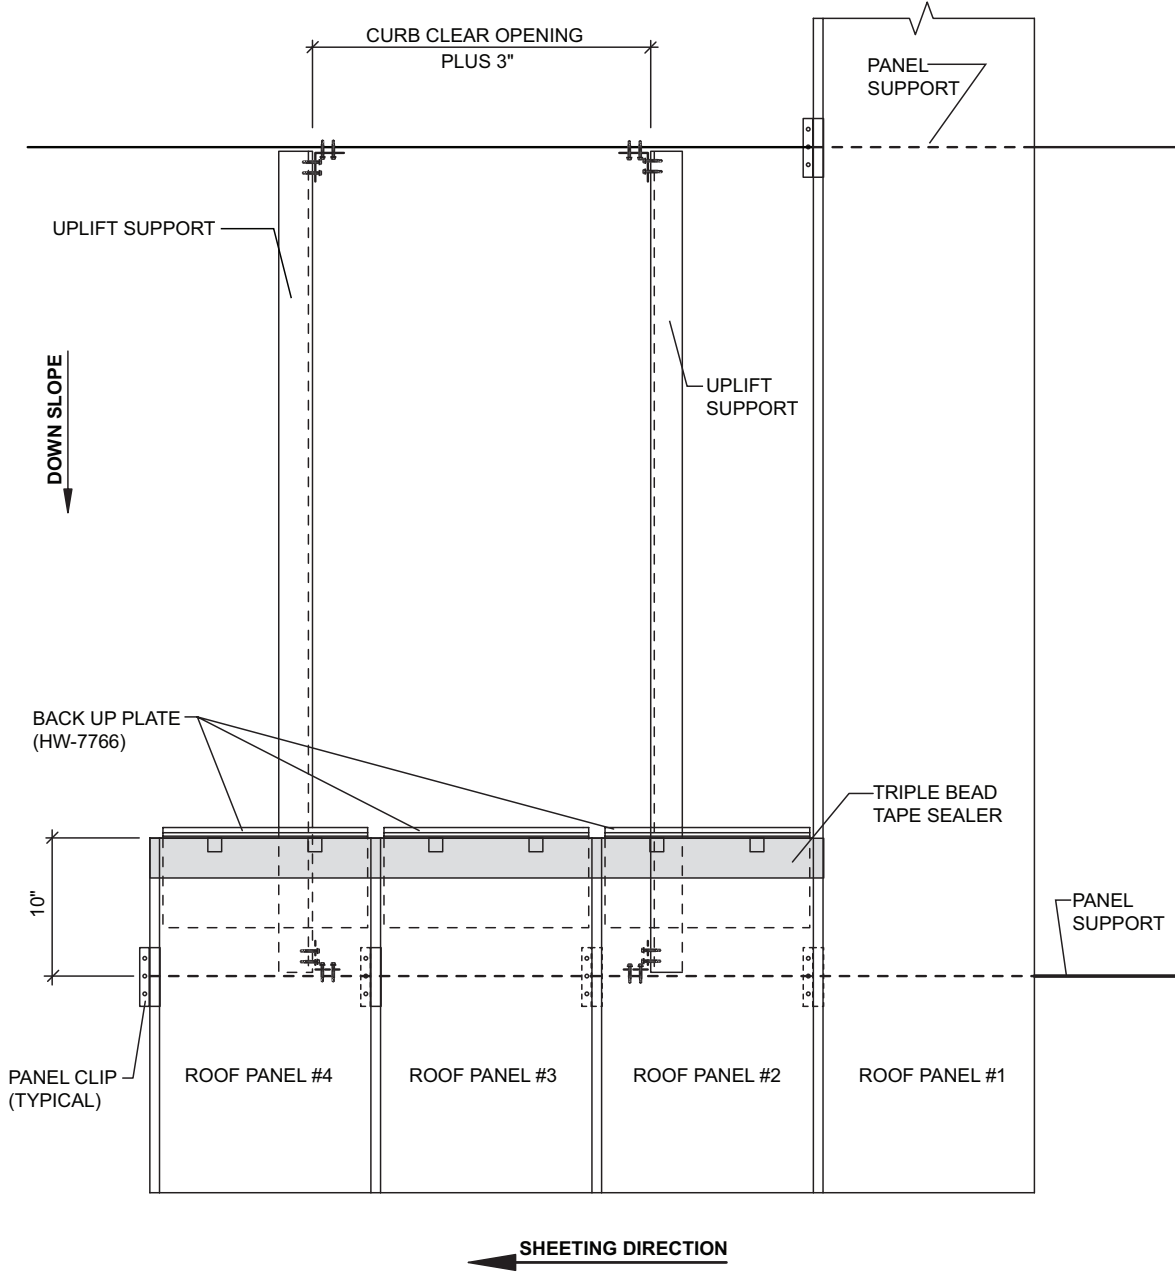 CURB CLEAR OPENING
PLUS 3"
PANEL
SUPPORT
UPLIFT SUPPORT
DOWN SLOPE
UPLIFT
SUPPORT
BACK UP PLATE
(HW-7766)
TRIPLE BEAD
TAPE SEALER
10"
PANEL
SUPPORT
PANEL CLIP
(TYPICAL)
ROOF PANEL #4
ROOF PANEL #3
ROOF PANEL #2
ROOF PANEL #1
SHEETING DIRECTION